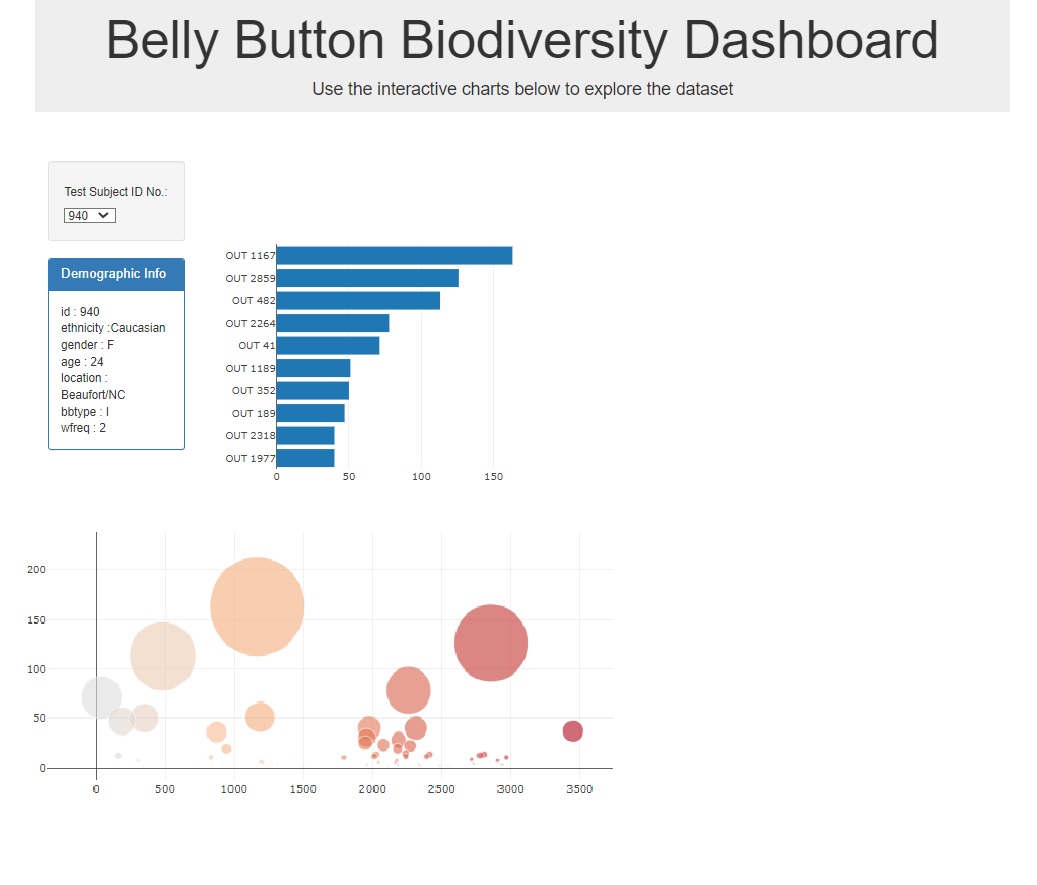 Belly Button Biodiversity Dashboard
Use the interactive charts below to explore the dataset
Test Subject ID No.:
940
Demographic Info
id : 940
ethnicity :Caucasian
gender : F
age : 24
location :
Beaufort/NC
bbtype : I
wfreq : 2
OUT 1167
OUT 2859
OUT 482
OUT 2264
OUT 41
OUT 1189
OUT 352
OUT 189
OUT 2318
OUT 1977
0 50 100 150
200
150
100
50
0
0 500 1000 1500 2000 2500 3000 3500